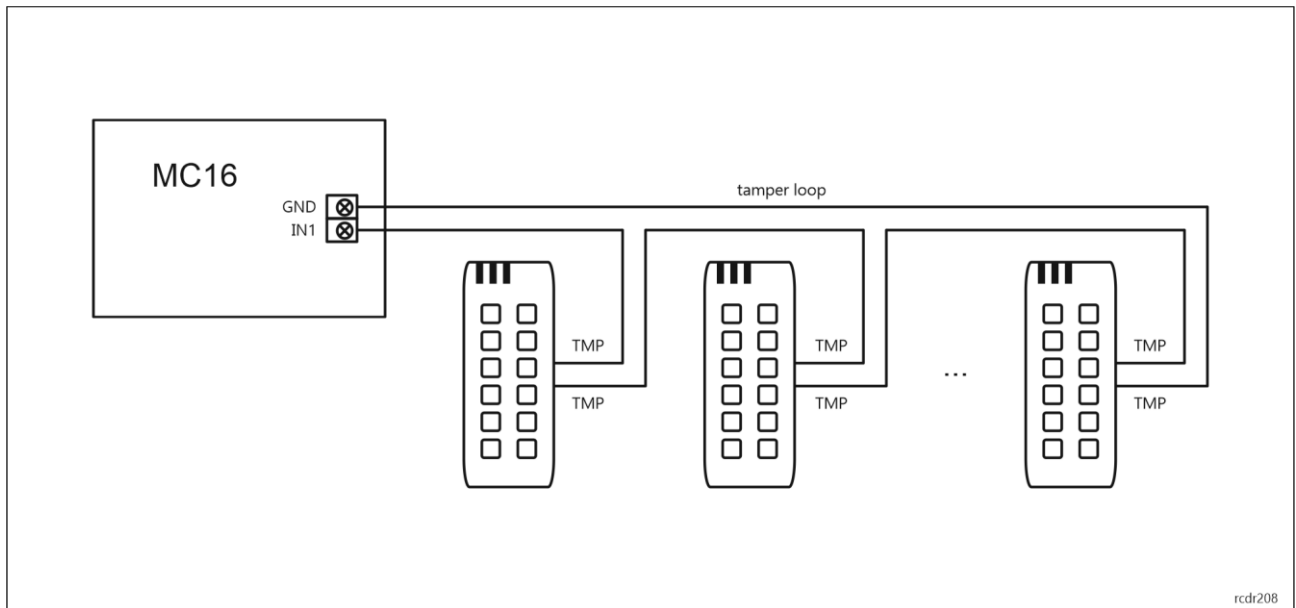 MC16
GND
IN1
tamper loop
TMP
TMP
TMP
TMP
...
TMP
TMP
rcdr208